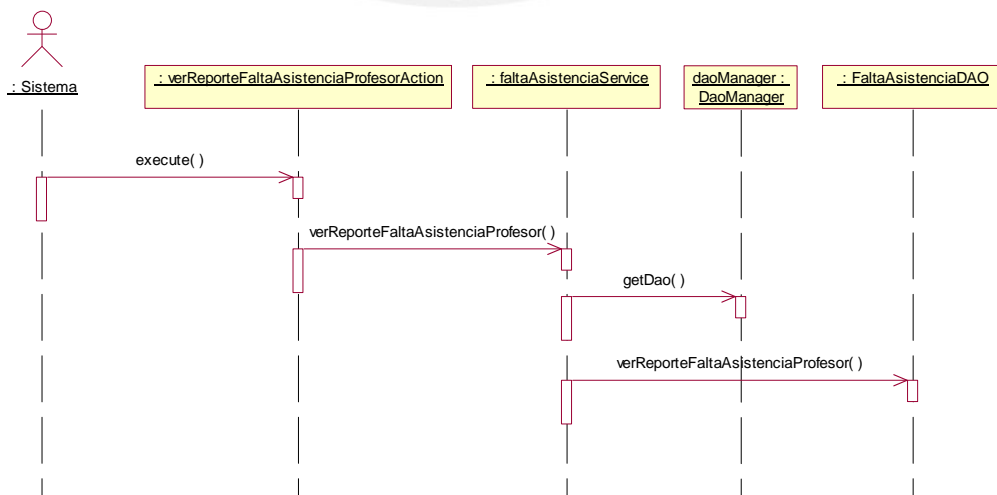 : Sistema
: verReporteFaltaAsistenciaProfesorAction
: faltaAsistenciaService
daoManager :
DaoManager
: FaltaAsistenciaDAO
execute( )
verReporteFaltaAsistenciaProfesor( )
getDao( )
verReporteFaltaAsistenciaProfesor( )